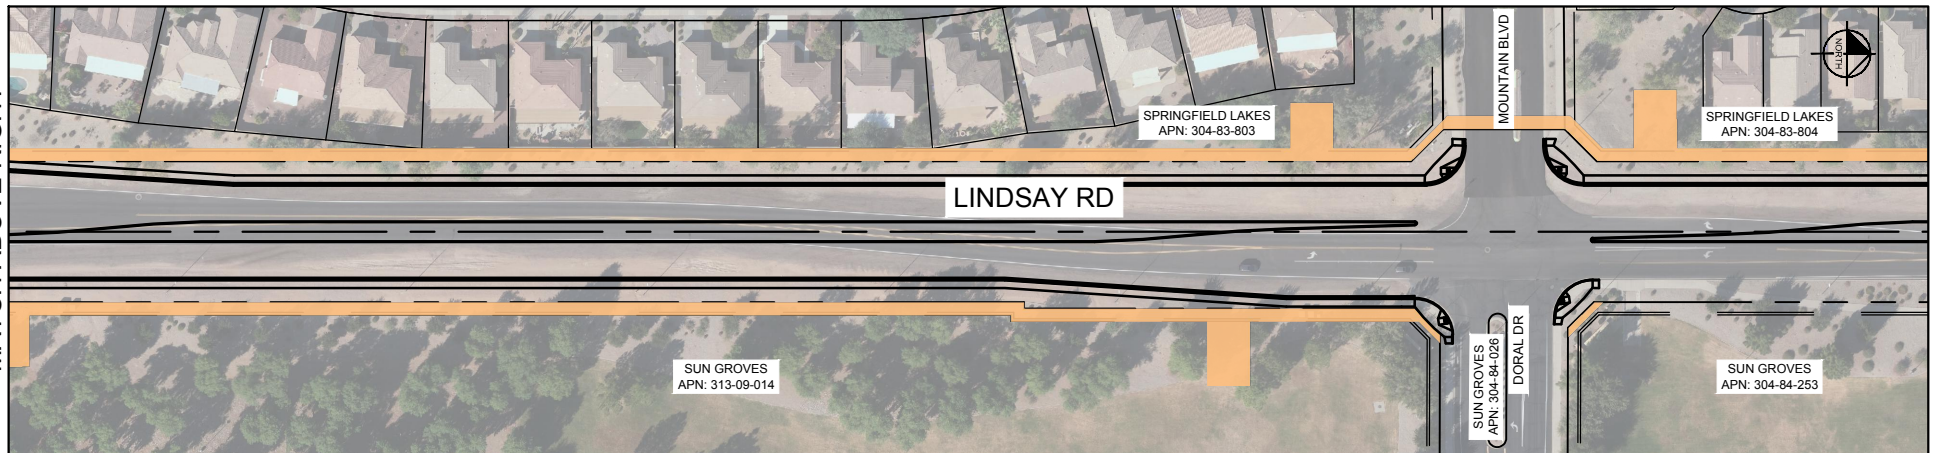 MOUNTAIN BLVD
NORTH
SPRINGFIELD LAKES
APN: 304-83-803
SPRINGFIELD LAKES
APN: 304-83-804
LINDSAY RD
SUN GROVES
APN: 313-09-014
SUN GROVES
APN: 304-84-026
DORAL DR
SUN GROVES
APN: 304-84-253